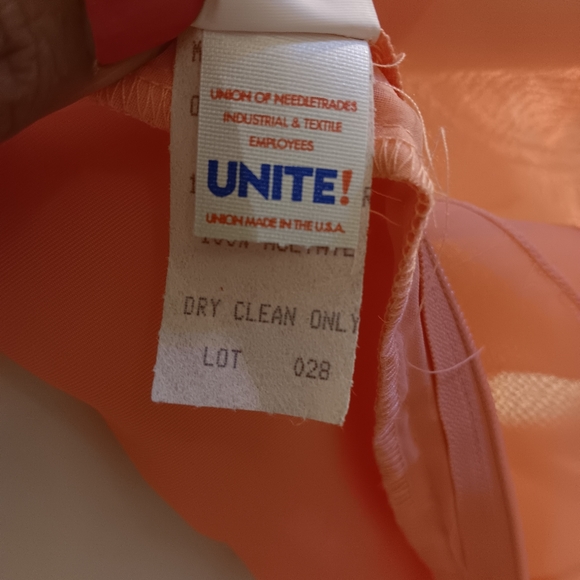 UNION OF NEEDLETRADES
INDUSTRIAL & TEXTILE
EMPLOYEES
UNITE!
UNION MADE IN THE U.S.A.
DRY CLEAN ONLY
LOT 028